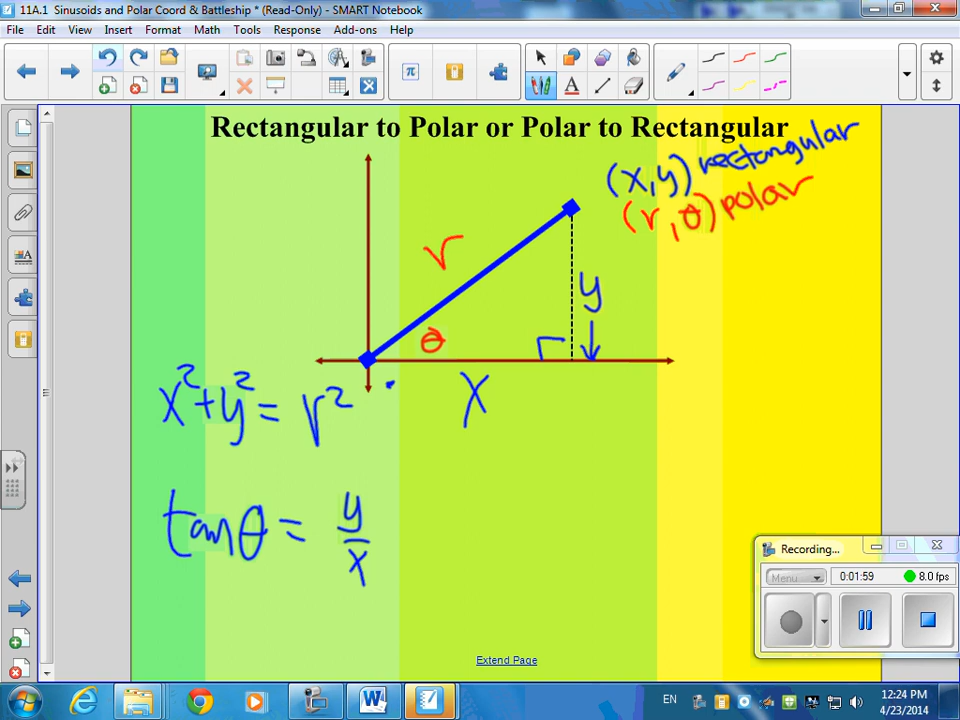 11A.1 Sinusoids and Polar Coord & Battleship * (Read-Only) - SMART Notebook
File Edit View Insert Format Math Tools Response Add-ons Help
Rectangular to Polar or Polar to Rectangular
(x,y) rectangular
(r,θ) polar
r
y
θ
x
x²+y²= r²
tanθ = y/x
Recording...
Menu
0:01:59
8.0 fps
Extend Page
EN
12:24 PM
4/23/2014